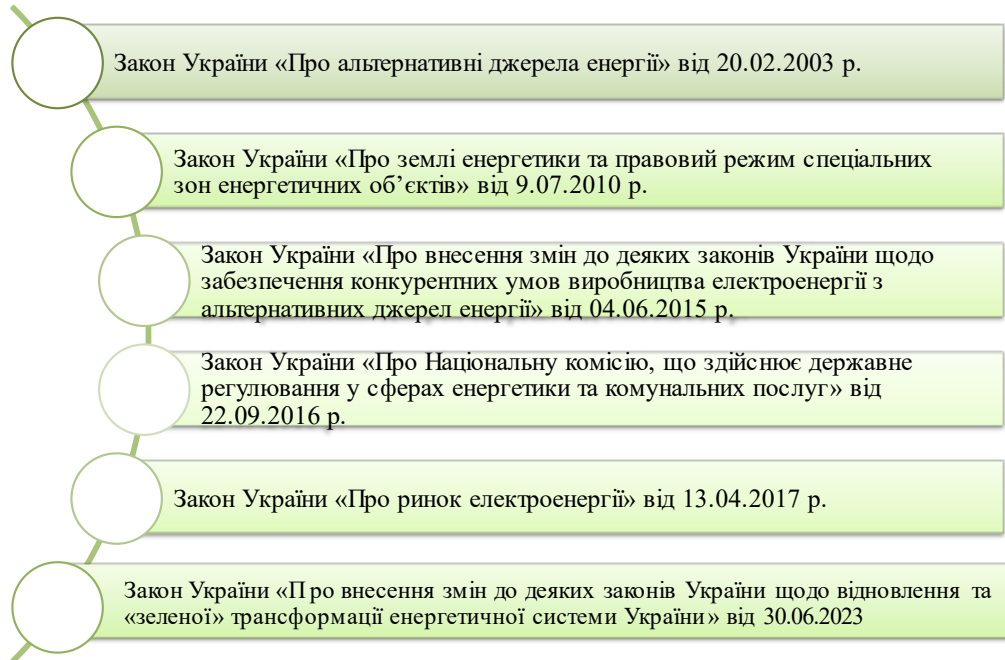 Закон України «Про альтернативні джерела енергії» від 20.02.2003 р.
Закон України «Про землі енергетики та правовий режим спеціальних
зон енергетичних об’єктів» від 9.07.2010 р.
Закон України «Про внесення змін до деяких законів України щодо
забезпечення конкурентних умов виробництва електроенергії з
альтернативних джерел енергії» від 04.06.2015 р.
Закон України «Про Національну комісію, що здійснює державне
регулювання у сферах енергетики та комунальних послуг» від
22.09.2016 р.
Закон України «Про ринок електроенергії» від 13.04.2017 р.
Закон України «Про внесення змін до деяких законів України щодо відновлення та
«зеленої» трансформації енергетичної системи України» від 30.06.2023